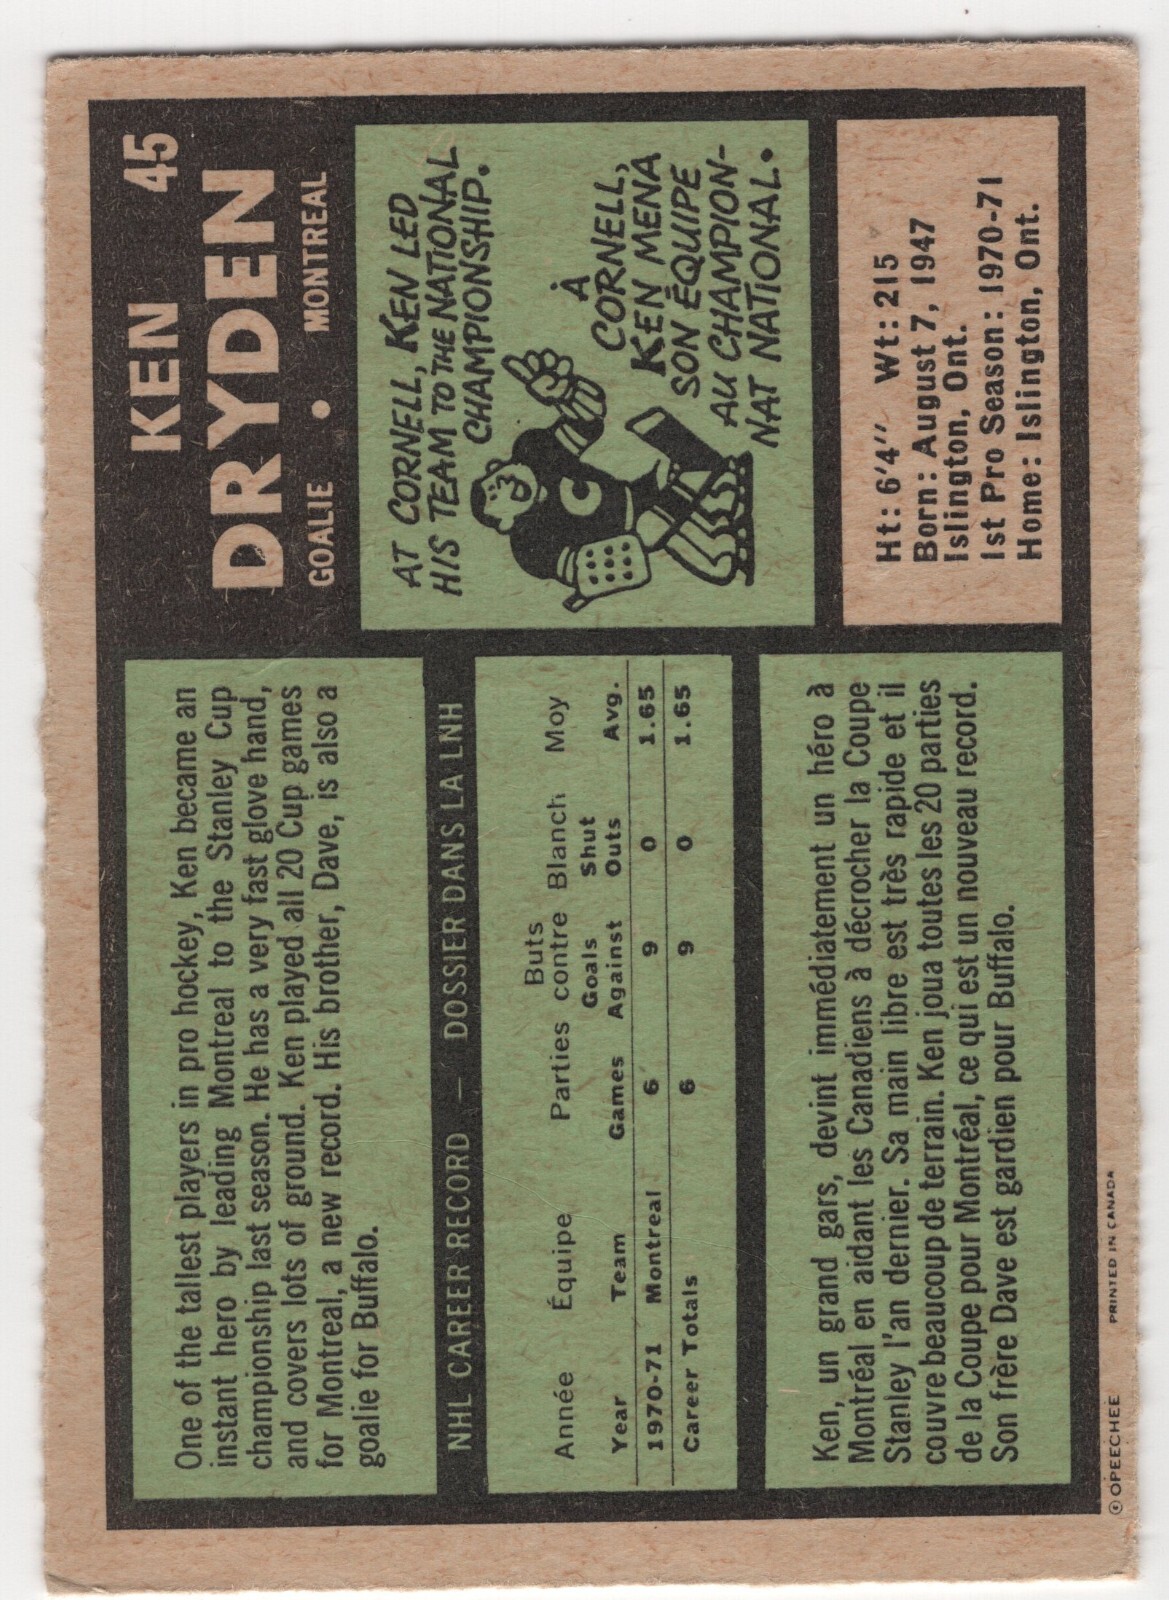 KEN 45
DRYDEN
GOALIE • MONTREAL
One of the tallest players in pro hockey, Ken became an
instant hero by leading Montreal to the Stanley Cup
championship last season. He has a very fast glove hand,
and covers lots of ground. Ken played all 20 Cup games
for Montreal, a new record. His brother, Dave, is also a
goalie for Buffalo.
AT CORNELL, KEN LED
HIS TEAM TO THE NATIONAL
CHAMPIONSHIP.
À
CORNELL,
KEN MENA
SON ÉQUIPE
AU CHAMPION-
NAT NATIONAL.
C
NHL CAREER RECORD — DOSSIER DANS LA LNH
Buts
Année Équipe Parties contre Blanch Moy
Goals Shut
Year Team Games Against Outs Avg.
1970-71 Montreal 6 9 0 1.65
Career Totals 6 9 0 1.65
Ken, un grand gars, devint immédiatement un héro à
Montréal en aidant les Canadiens à décrocher la Coupe
Stanley l'an dernier. Sa main libre est très rapide et il
couvre beaucoup de terrain. Ken joua toutes les 20 parties
de la Coupe pour Montréal, ce qui est un nouveau record.
Son frère Dave est gardien pour Buffalo.
Ht: 6'4" Wt: 215
Born: August 7, 1947
Islington, Ont.
1st Pro Season: 1970-71
Home: Islington, Ont.
© OPEECHEE PRINTED IN CANADA